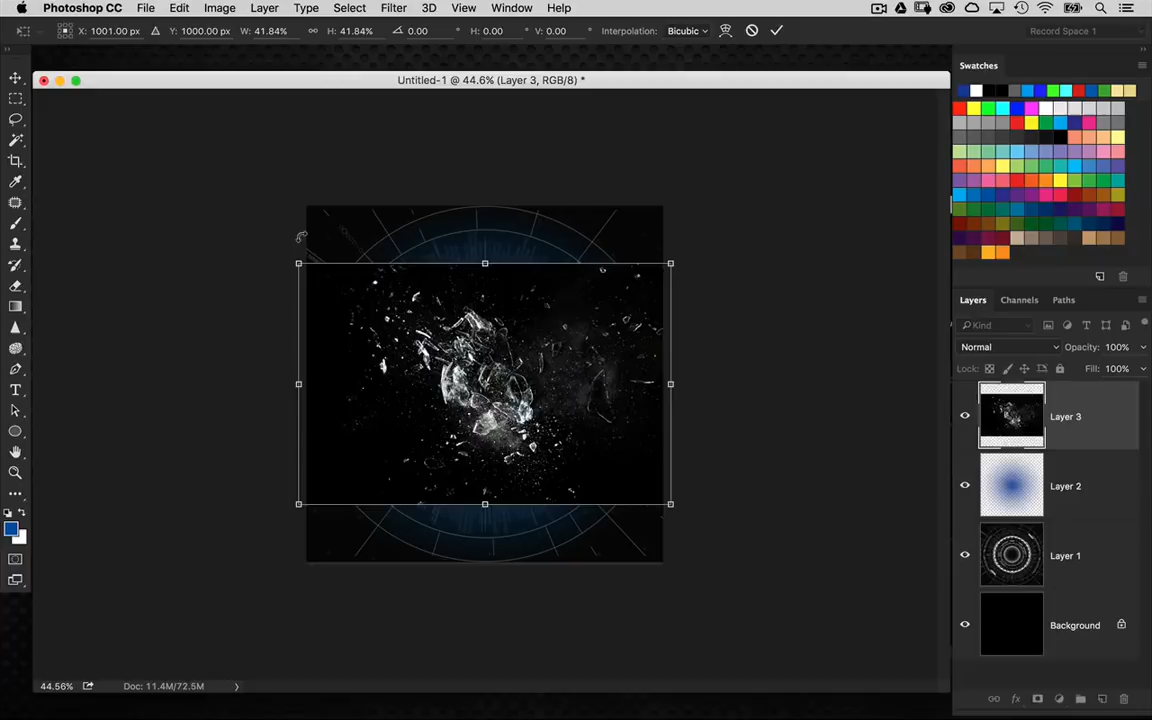 Photoshop CC File Edit Image Layer Type Select Filter 3D View Window Help
X: 1001.00 px Y: 1000.00 px W: 41.84% H: 41.84% 0.00 ° H: 0.00 ° V: 0.00 ° Interpolation: Bicubic Record Space 1
Untitled-1 @ 44.6% (Layer 3, RGB/8) *
Swatches
Layers Channels Paths
Kind
Normal Opacity: 100%
Lock: Fill: 100%
Layer 3
Layer 2
Layer 1
Background
44.56% Doc: 11.4M/72.5M